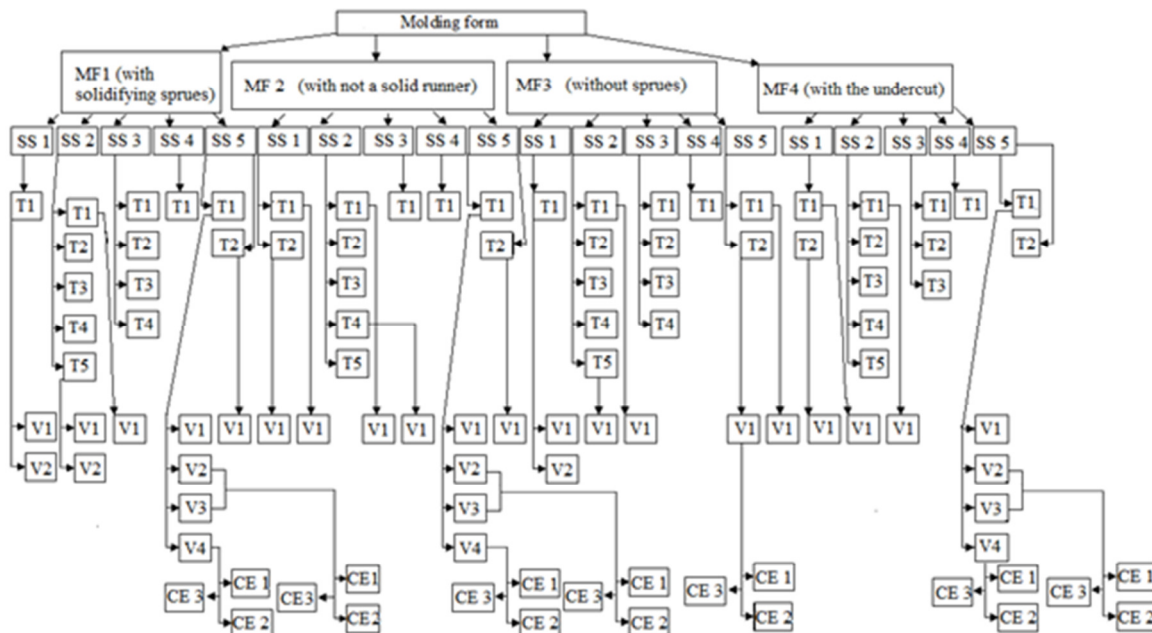 Molding form
MF1 (with
solidifying sprues)
MF 2 (with not a solid runner)
MF3 (without sprues)
MF4 (with the undercut)
SS 1 SS 2 SS 3 SS 4 SS 5 SS 1 SS 2 SS 3 SS 4 SS 5 SS 1 SS 2 SS 3 SS 4 SS 5 SS 1 SS 2 SS 3 SS 4 SS 5
T1 T1 T1 T1 T1 T1 T1 T1 T1 T1 T1 T1 T1 T1 T1 T1 T1 T1 T1 T1
T2 T2 T2 T2 T2 T2 T2 T2 T2 T2 T2 T2 T2
T3 T3 T3 T3 T3 T3 T3
T4 T4 T4 T4 T4 T4
T5 T5 T5 T5
V1 V1 V1 V1 V1 V1 V1 V1 V1 V1 V1 V1 V1 V1 V1 V1 V1 V1 V1 V1
V2 V2 V2 V2 V2 V2
V3 V3 V3
V4 V4 V4
CE 1 CE1 CE 1 CE 1 CE 1 CE 1 CE 1
CE 3 CE3 CE 3 CE 3 CE 3 CE 3 CE 3
CE 2 CE 2 CE 2 CE 2 CE 2 CE 2 CE 2